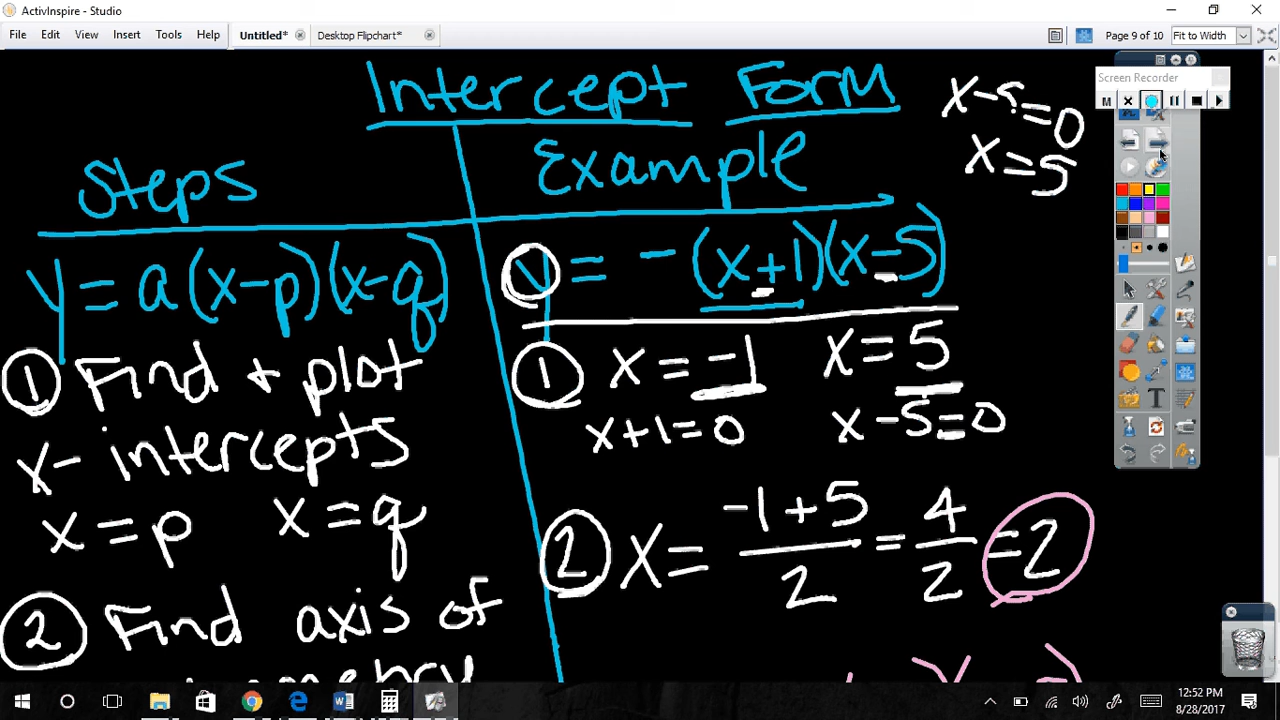 ActivInspire - Studio
File Edit View Insert Tools Help Untitled* Desktop Flipchart* Page 9 of 10 Fit to Width
Screen Recorder
M
Intercept Form
x-5=0
x=5
Steps
Example
y = a(x-p)(x-q)
y = -(x+1)(x-5)
① Find + plot
x-intercepts
x=p x=q
② Find axis of
① x=-1 x=5
x+1=0 x-5=0
② x= -1+5/2 = 4/2 =2
12:52 PM
8/28/2017